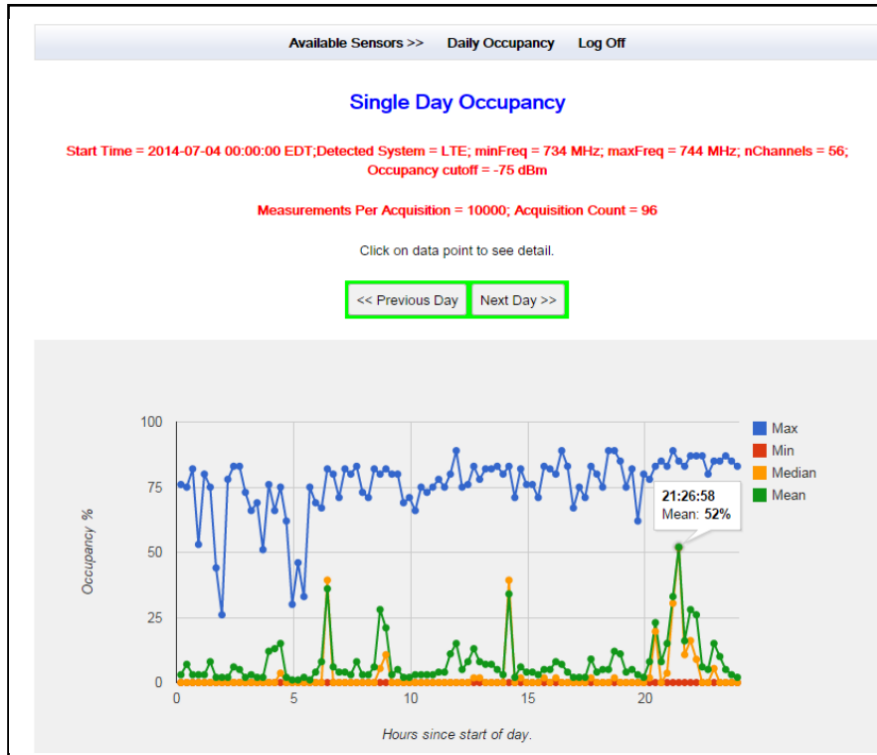 Available Sensors >> Daily Occupancy Log Off
Single Day Occupancy
Start Time = 2014-07-04 00:00:00 EDT;Detected System = LTE; minFreq = 734 MHz; maxFreq = 744 MHz; nChannels = 56;
Occupancy cutoff = -75 dBm
Measurements Per Acquisition = 10000; Acquisition Count = 96
Click on data point to see detail.
<< Previous Day Next Day >>
100
75
50
25
0
Occupancy %
Max
Min
Median
Mean
21:26:58
Mean: 52%
0 5 10 15 20
Hours since start of day.